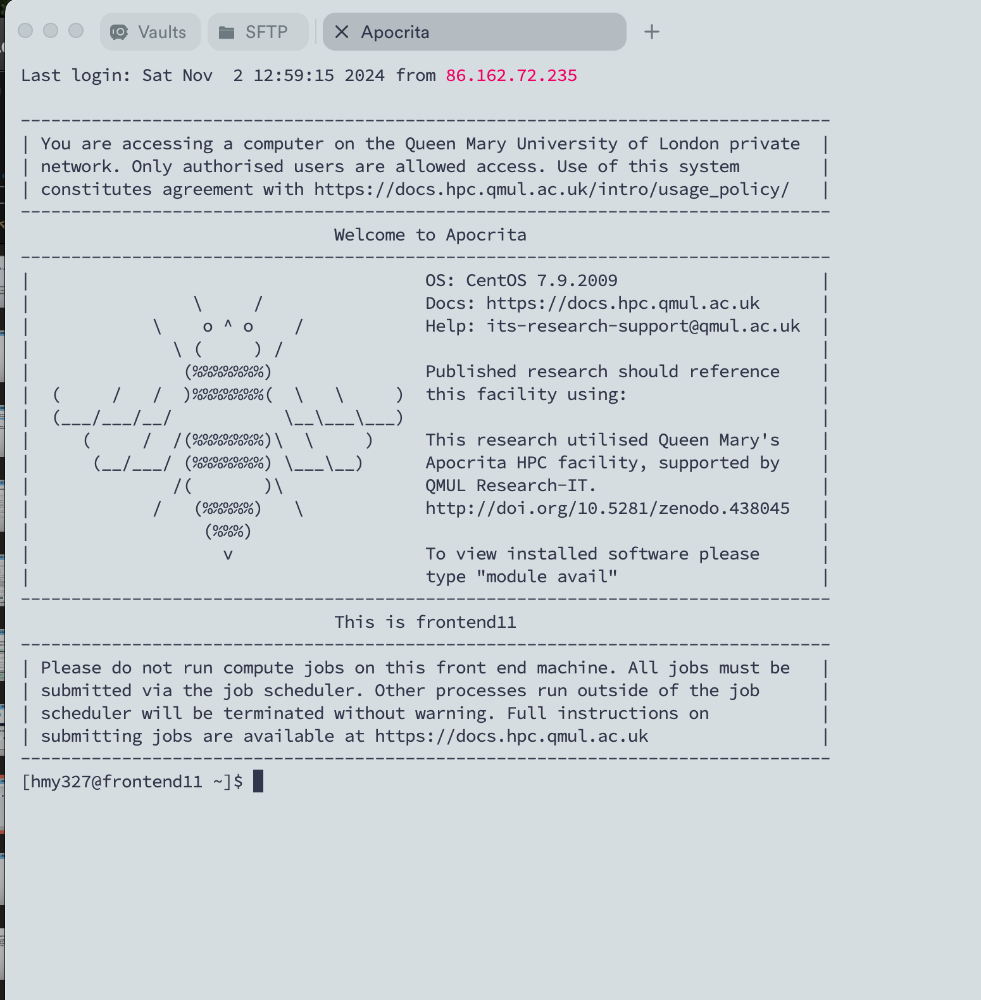 Vaults SFTP Apocrita
Last login: Sat Nov  2 12:59:15 2024 from 86.162.72.235
--------------------------------------------------------------------------------
| You are accessing a computer on the Queen Mary University of London private  |
| network. Only authorised users are allowed access. Use of this system        |
| constitutes agreement with https://docs.hpc.qmul.ac.uk/intro/usage_policy/   |
--------------------------------------------------------------------------------
                               Welcome to Apocrita
--------------------------------------------------------------------------------
|                                       OS: CentOS 7.9.2009                    |
|                \     /                Docs: https://docs.hpc.qmul.ac.uk      |
|            \    o ^ o    /            Help: its-research-support@qmul.ac.uk  |
|              \ (     ) /                                                     |
|               (%%%%%%%)               Published research should reference    |
|  (     /   /  )%%%%%%%(  \   \     )  this facility using:                   |
|  (___/___/__/           \__\___\___)                                         |
|     (     /  /(%%%%%%%)\  \     )     This research utilised Queen Mary's    |
|      (__/___/ (%%%%%%%) \___\__)      Apocrita HPC facility, supported by    |
|              /(       )\              QMUL Research-IT.                      |
|            /   (%%%%%)   \            http://doi.org/10.5281/zenodo.438045   |
|                 (%%%)                                                        |
|                   v                   To view installed software please      |
|                                       type "module avail"                    |
--------------------------------------------------------------------------------
                               This is frontend11
--------------------------------------------------------------------------------
| Please do not run compute jobs on this front end machine. All jobs must be   |
| submitted via the job scheduler. Other processes run outside of the job      |
| scheduler will be terminated without warning. Full instructions on           |
| submitting jobs are available at https://docs.hpc.qmul.ac.uk                 |
--------------------------------------------------------------------------------
[hmy327@frontend11 ~]$